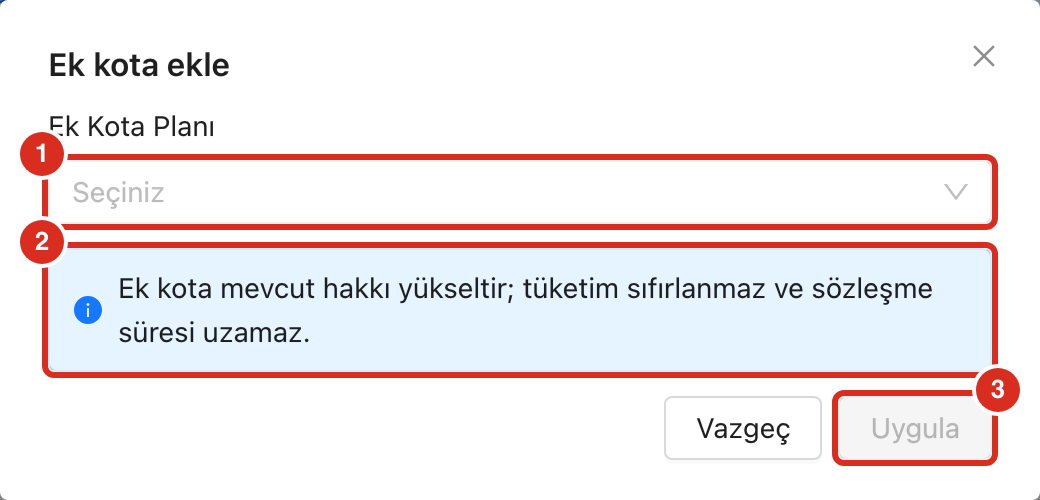 Ek kota ekle
Ek Kota Planı
1
Seçiniz
2
Ek kota mevcut hakkı yükseltir; tüketim sıfırlanmaz ve sözleşme
süresi uzamaz.
3
Vazgeç
Uygula